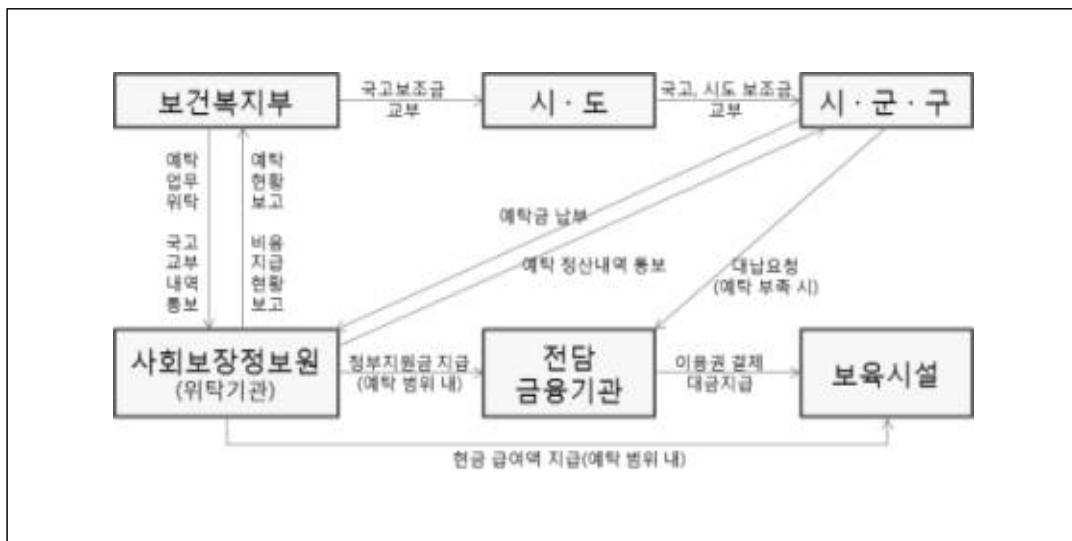 보건복지부
국고보조금
교부
시 · 도
국고, 시도 보조금
교부
시 · 군 · 구
예탁
업무
위탁
국고
교부
내역
통보
예탁
현황
보고
비용
지급
현황
보고
예탁금 납부
예탁 정산내역 통보
대납요청
(예탁 부족 시)
사회보장정보원
(위탁기관)
정부지원금 지급
(예탁 범위 내)
전담
금융기관
이용권 결제
대금지급
보육시설
현금 급여액 지급(예탁 범위 내)